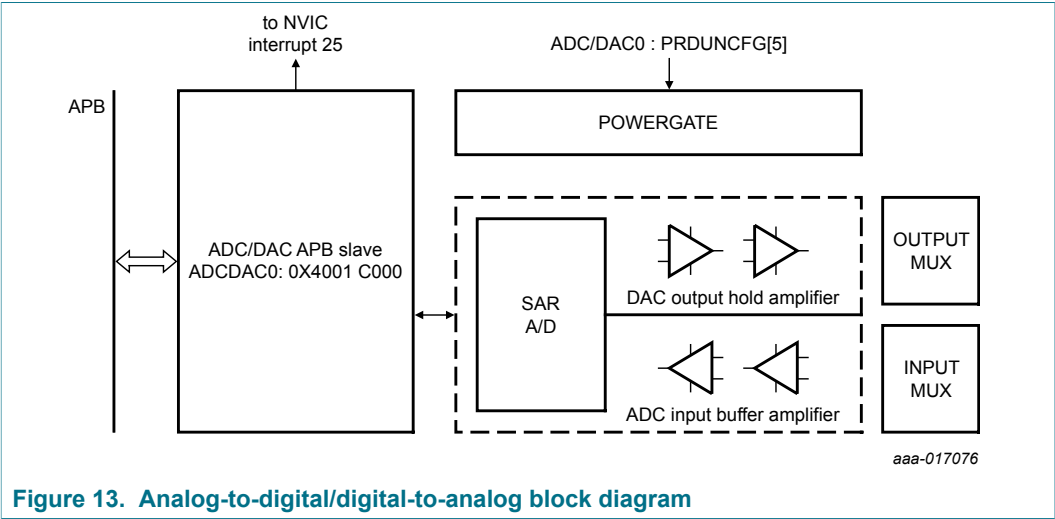 to NVIC
interrupt 25
ADC/DAC0 : PRDUNCFG[5]
APB
POWERGATE
ADC/DAC APB slave
ADCDAC0: 0X4001 C000
SAR
A/D
DAC output hold amplifier
ADC input buffer amplifier
OUTPUT
MUX
INPUT
MUX
aaa-017076
Figure 13. Analog-to-digital/digital-to-analog block diagram